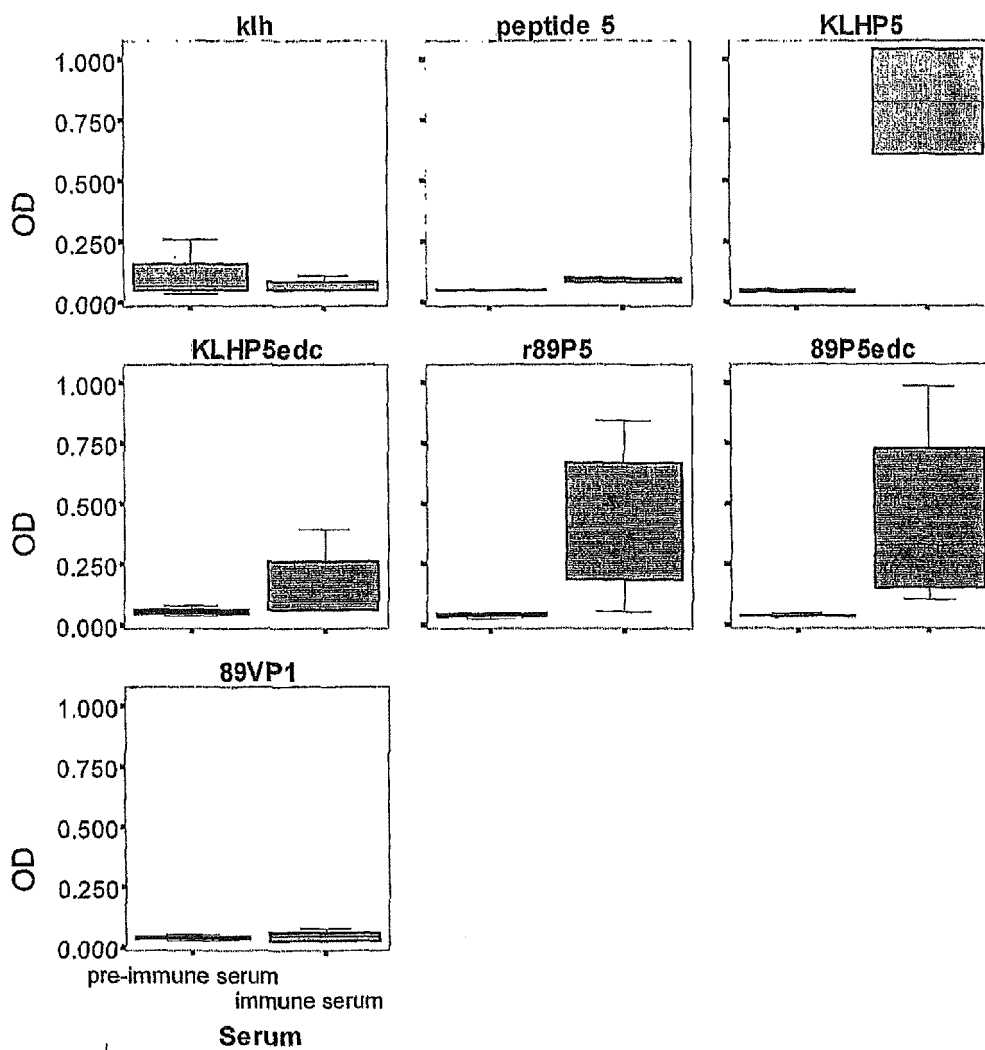 klh peptide 5 KLHP5
1.000
0.750
0.500
0.250
0.000
OD
KLHP5edc r89P5 89P5edc
1.000
0.750
0.500
0.250
0.000
OD
89VP1
1.000
0.750
0.500
0.250
0.000
OD
pre-immune serum
immune serum
Serum